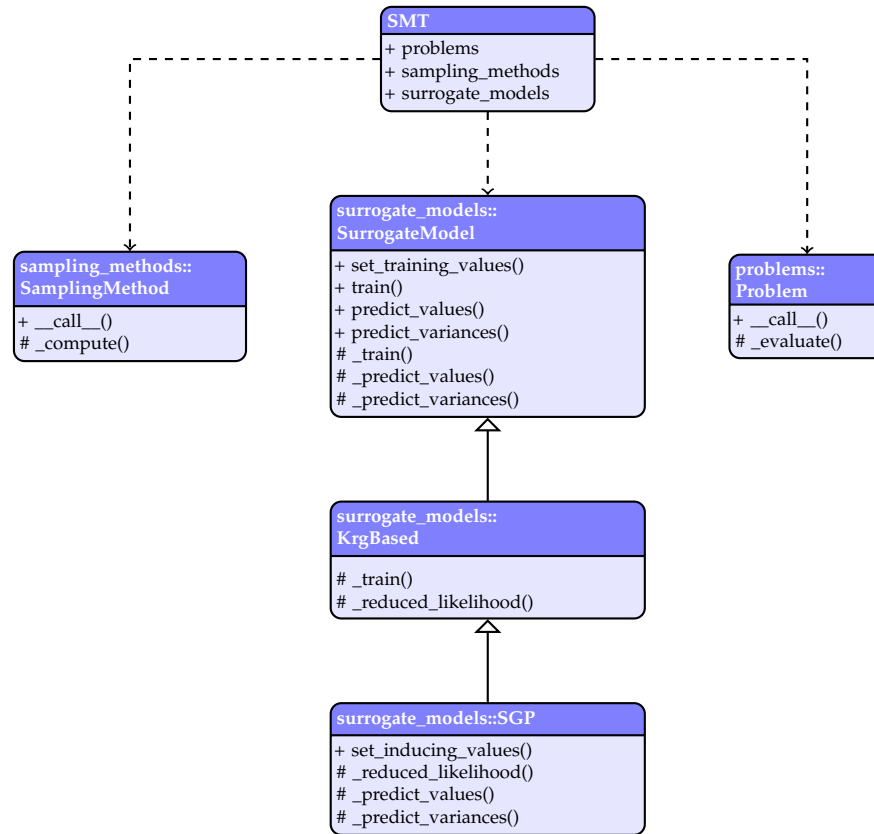 SMT
+ problems
+ sampling_methods
+ surrogate_models
surrogate_models::
SurrogateModel
+ set_training_values()
+ train()
+ predict_values()
+ predict_variances()
# _train()
# _predict_values()
# _predict_variances()
sampling_methods::
SamplingMethod
+ __call__()
# _compute()
problems::
Problem
+ __call__()
# _evaluate()
surrogate_models::
KrgBased
# _train()
# _reduced_likelihood()
surrogate_models::SGP
+ set_inducing_values()
# _reduced_likelihood()
# _predict_values()
# _predict_variances()